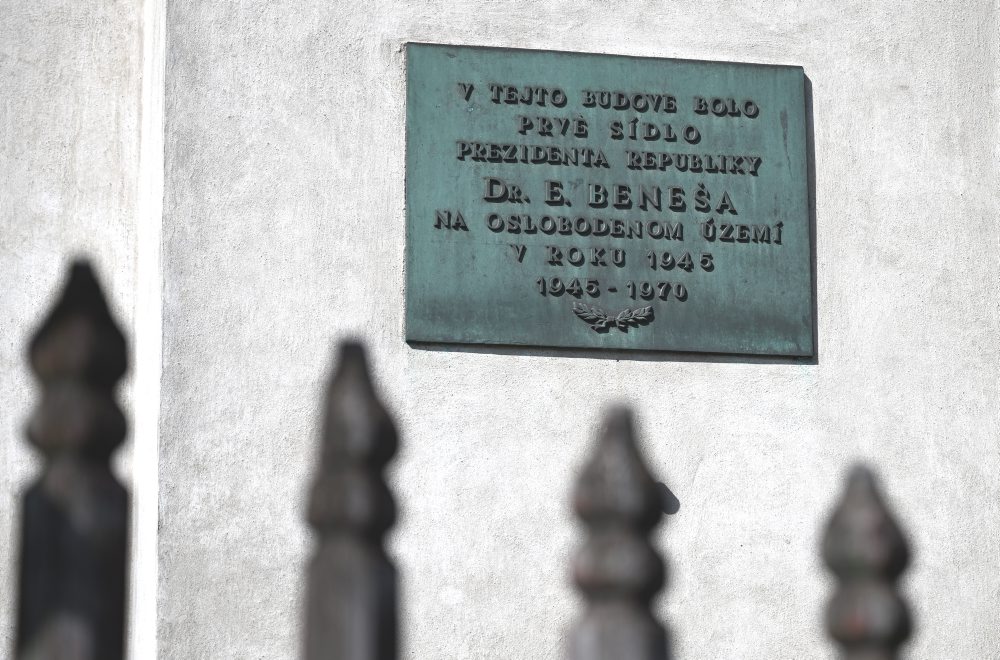 V TEJTO BUDOVE BOLO
PRVÉ SÍDLO
PREZIDENTA REPUBLIKY
DR. E. BENEŠA
NA OSLOBODENOM ÚZEMÍ
V ROKU 1945
1945 - 1970